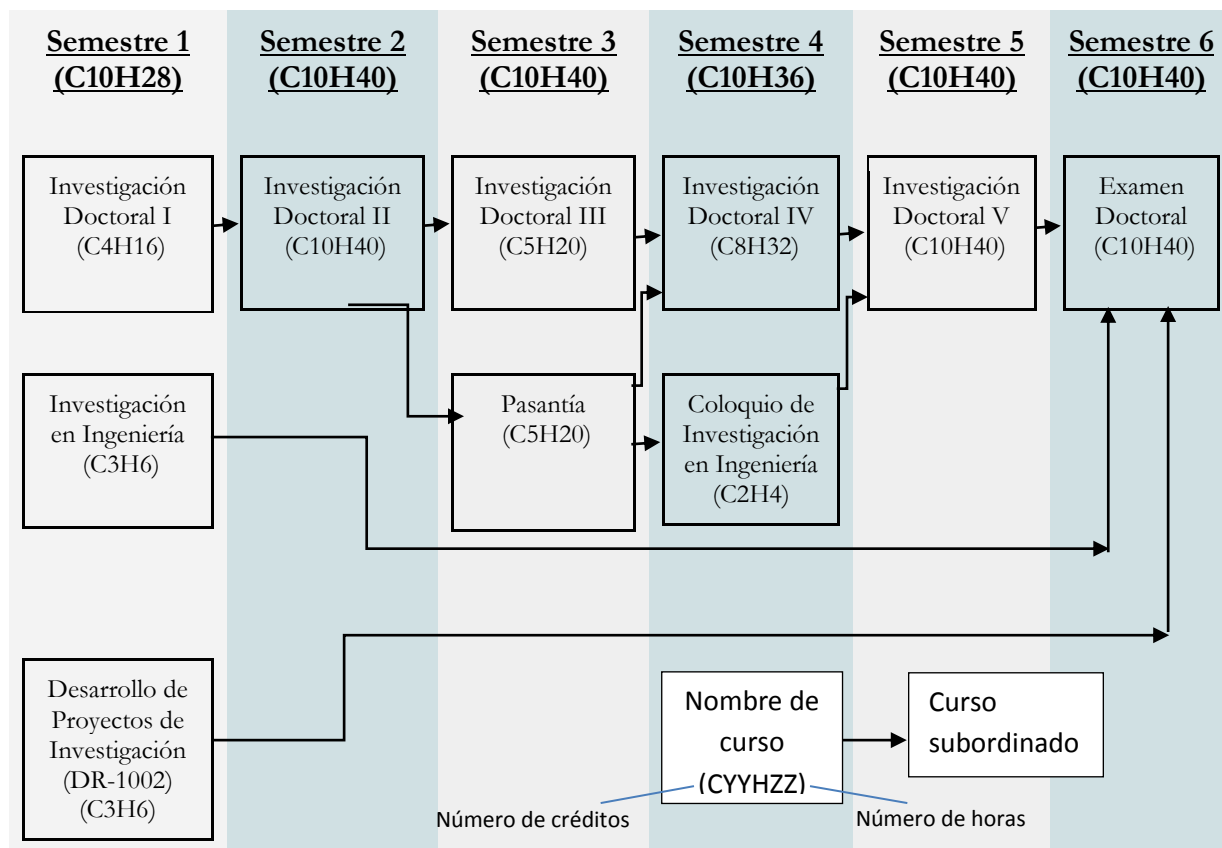 Semestre 1
(C10H28)
Semestre 2
(C10H40)
Semestre 3
(C10H40)
Semestre 4
(C10H36)
Semestre 5
(C10H40)
Semestre 6
(C10H40)
Investigación
Doctoral I
(C4H16)
Investigación
Doctoral II
(C10H40)
Investigación
Doctoral III
(C5H20)
Investigación
Doctoral IV
(C8H32)
Investigación
Doctoral V
(C10H40)
Examen
Doctoral
(C10H40)
Investigación
en Ingeniería
(C3H6)
Pasantía
(C5H20)
Coloquio de
Investigación
en Ingeniería
(C2H4)
Desarrollo de
Proyectos de
Investigación
(DR-1002)
(C3H6)
Nombre de
curso
(CYYHZZ)
Curso
subordinado
Número de créditos
Número de horas